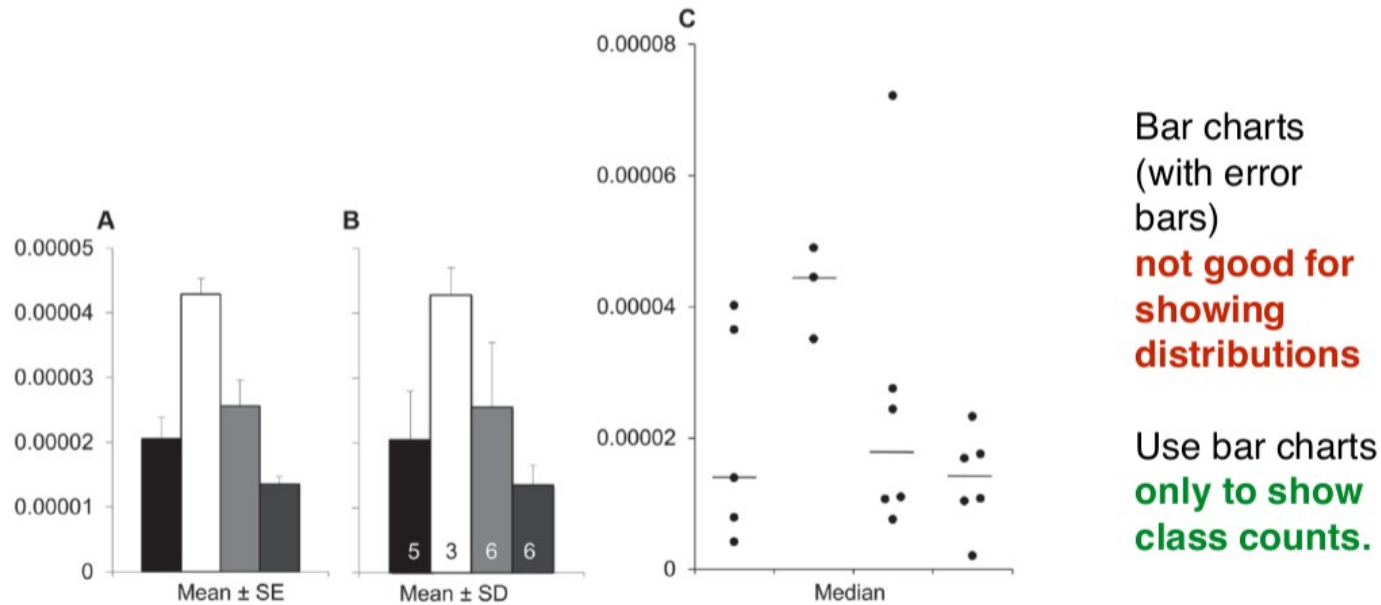 A
0.00005
0.00004
0.00003
0.00002
0.00001
0
Mean ± SE
B
5 3 6 6
Mean ± SD
C
0.00008
0.00006
0.00004
0.00002
0
Median
Bar charts
(with error
bars)
not good for
showing
distributions
Use bar charts
only to show
class counts.